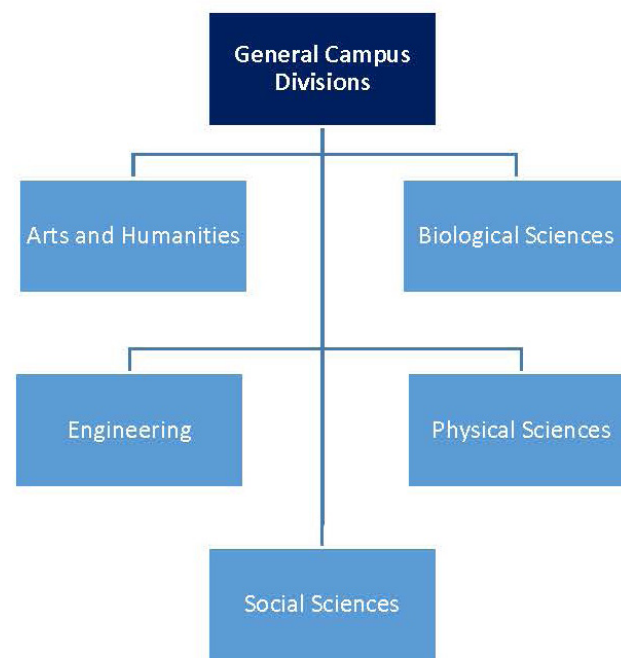 General Campus
Divisions
Arts and Humanities
Biological Sciences
Engineering
Physical Sciences
Social Sciences